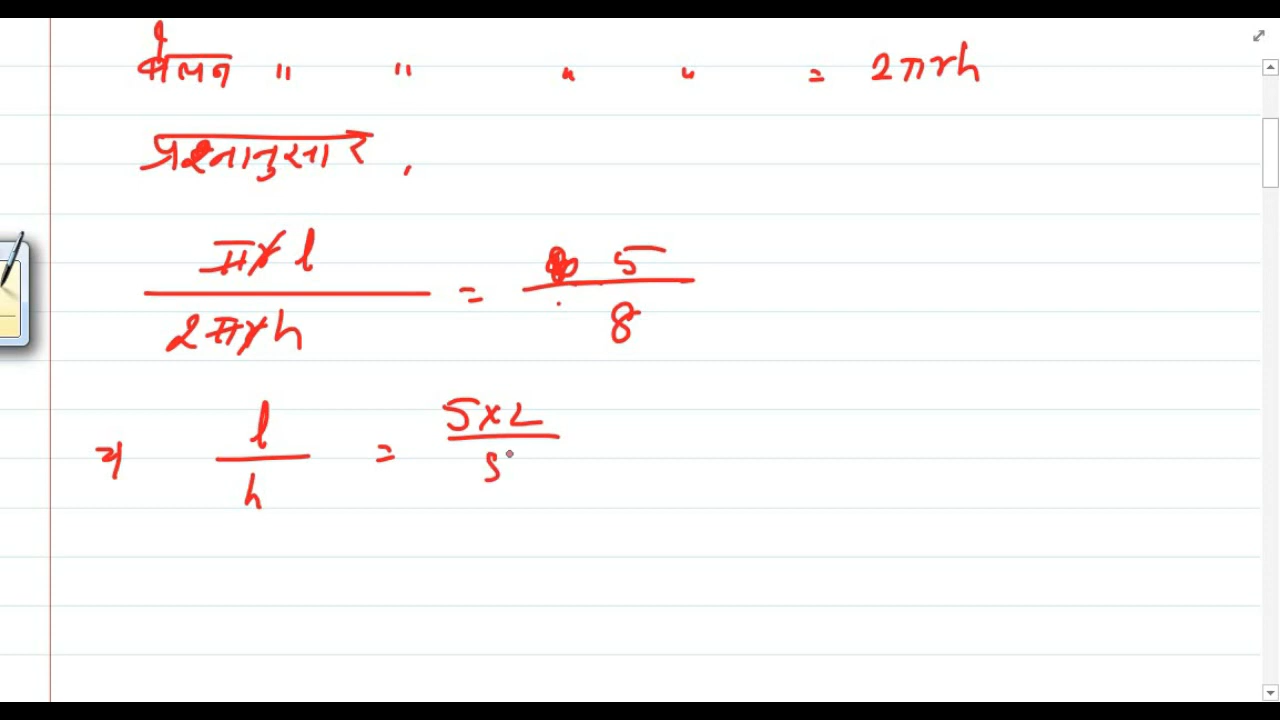 बेलन " " " " = 2πrh
प्रश्नानुसार,
πrl / 2πrh = 5 / 8
⇒ l / h = 5×2 / 8